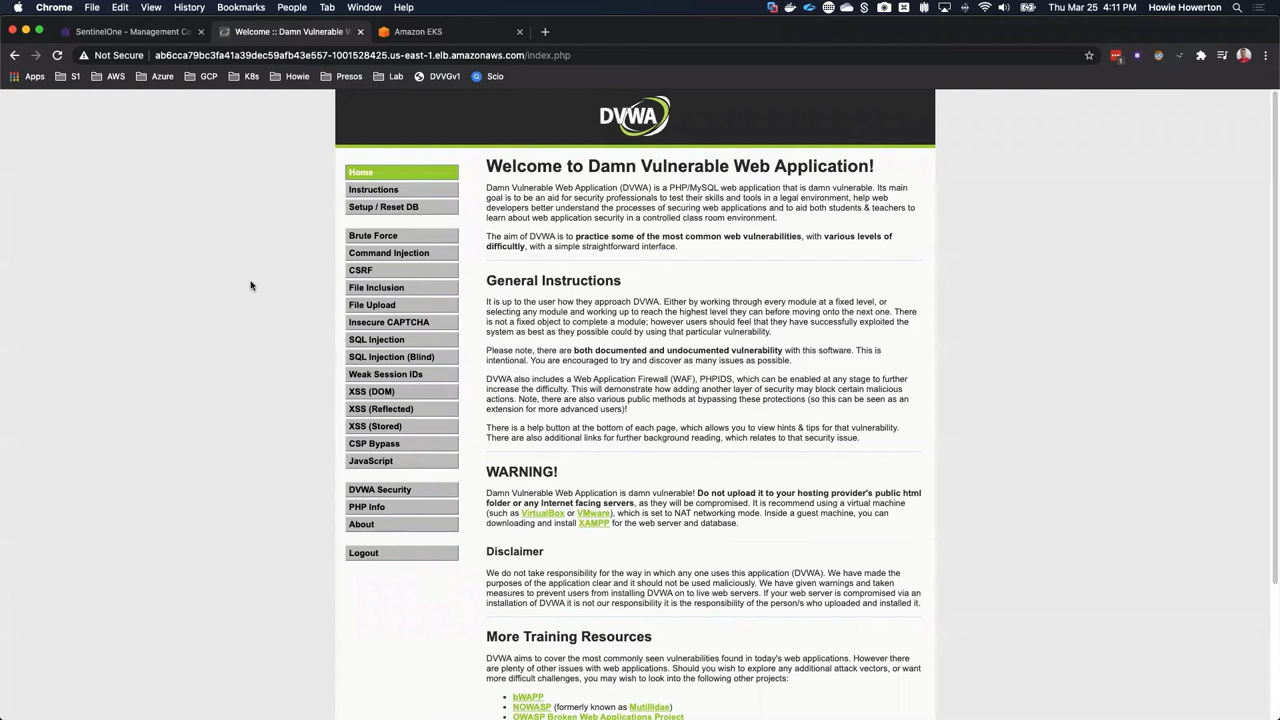 Chrome File Edit View History Bookmarks People Tab Window Help Thu Mar 25 4:11 PM Howie Howerton
SentinelOne - Management Co Welcome :: Damn Vulnerable W Amazon EKS
Not Secure ab6cca79bc3fa41a39dec59afb43e557-1001528425.us-east-1.elb.amazonaws.com/index.php
Apps S1 AWS Azure GCP K8s Howie Presos Lab DVVGv1 Scio
DVWA
Home
Instructions
Setup / Reset DB
Brute Force
Command Injection
CSRF
File Inclusion
File Upload
Insecure CAPTCHA
SQL Injection
SQL Injection (Blind)
Weak Session IDs
XSS (DOM)
XSS (Reflected)
XSS (Stored)
CSP Bypass
JavaScript
DVWA Security
PHP Info
About
Logout
Welcome to Damn Vulnerable Web Application!
Damn Vulnerable Web Application (DVWA) is a PHP/MySQL web application that is damn vulnerable. Its main
goal is to be an aid for security professionals to test their skills and tools in a legal environment, help web
developers better understand the processes of securing web applications and to aid both students & teachers to
learn about web application security in a controlled class room environment.
The aim of DVWA is to practice some of the most common web vulnerabilities, with various levels of
difficultly, with a simple straightforward interface.
General Instructions
It is up to the user how they approach DVWA. Either by working through every module at a fixed level, or
selecting any module and working up to reach the highest level they can before moving onto the next one. There
is not a fixed object to complete a module; however users should feel that they have successfully exploited the
system as best as they possible could by using that particular vulnerability.
Please note, there are both documented and undocumented vulnerability with this software. This is
intentional. You are encouraged to try and discover as many issues as possible.
DVWA also includes a Web Application Firewall (WAF), PHPIDS, which can be enabled at any stage to further
increase the difficulty. This will demonstrate how adding another layer of security may block certain malicious
actions. Note, there are also various public methods at bypassing these protections (so this can be seen as an
extension for more advanced users)!
There is a help button at the bottom of each page, which allows you to view hints & tips for that vulnerability.
There are also additional links for further background reading, which relates to that security issue.
WARNING!
Damn Vulnerable Web Application is damn vulnerable! Do not upload it to your hosting provider's public html
folder or any Internet facing servers, as they will be compromised. It is recommend using a virtual machine
(such as VirtualBox or VMware), which is set to NAT networking mode. Inside a guest machine, you can
downloading and install XAMPP for the web server and database.
Disclaimer
We do not take responsibility for the way in which any one uses this application (DVWA). We have made the
purposes of the application clear and it should not be used maliciously. We have given warnings and taken
measures to prevent users from installing DVWA on to live web servers. If your web server is compromised via an
installation of DVWA it is not our responsibility it is the responsibility of the person/s who uploaded and installed it.
More Training Resources
DVWA aims to cover the most commonly seen vulnerabilities found in today's web applications. However there
are plenty of other issues with web applications. Should you wish to explore any additional attack vectors, or want
more difficult challenges, you may wish to look into the following other projects:
bWAPP
NOWASP (formerly known as Mutillidae)
OWASP Broken Web Applications Project